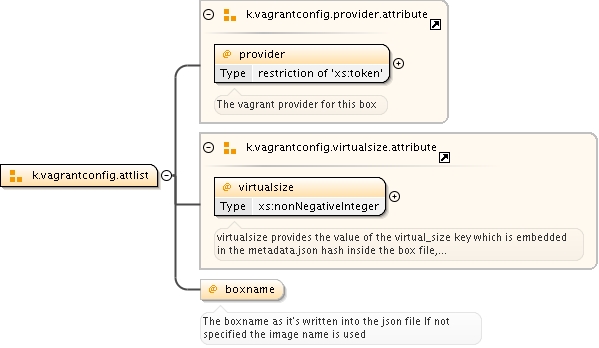 k.vagrantconfig.provider.attribute
@ provider
Type restriction of 'xs:token'
The vagrant provider for this box
k.vagrantconfig.virtualsize.attribute
k.vagrantconfig.attlist
@ virtualsize
Type xs:nonNegativeInteger
virtualsize provides the value of the virtual_size key which is embedded
in the metadata.json hash inside the box file,...
@ boxname
The boxname as it's written into the json file If not
specified the image name is used